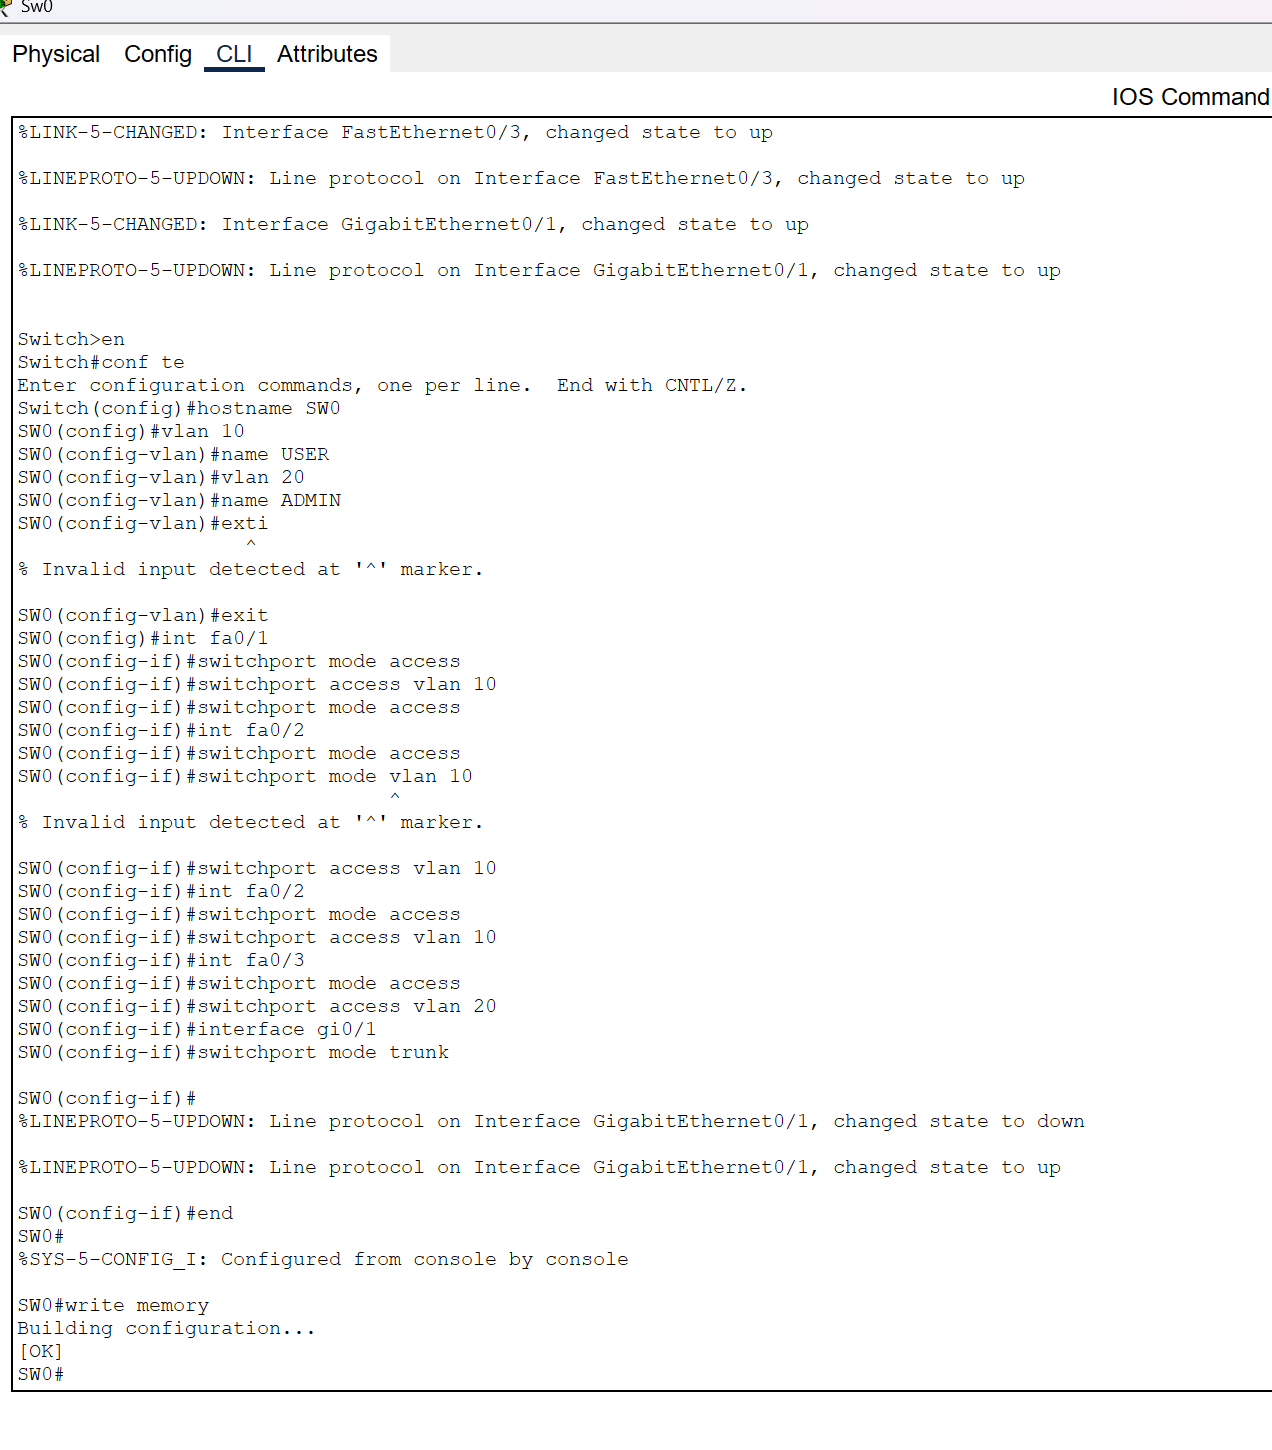 Sw0
Physical Config CLI Attributes
IOS Command
%LINK-5-CHANGED: Interface FastEthernet0/3, changed state to up
%LINEPROTO-5-UPDOWN: Line protocol on Interface FastEthernet0/3, changed state to up
%LINK-5-CHANGED: Interface GigabitEthernet0/1, changed state to up
%LINEPROTO-5-UPDOWN: Line protocol on Interface GigabitEthernet0/1, changed state to up
Switch>en
Switch#conf te
Enter configuration commands, one per line.  End with CNTL/Z.
Switch(config)#hostname SW0
SW0(config)#vlan 10
SW0(config-vlan)#name USER
SW0(config-vlan)#vlan 20
SW0(config-vlan)#name ADMIN
SW0(config-vlan)#exti
^
% Invalid input detected at '^' marker.
SW0(config-vlan)#exit
SW0(config)#int fa0/1
SW0(config-if)#switchport mode access
SW0(config-if)#switchport access vlan 10
SW0(config-if)#switchport mode access
SW0(config-if)#int fa0/2
SW0(config-if)#switchport mode access
SW0(config-if)#switchport mode vlan 10
^
% Invalid input detected at '^' marker.
SW0(config-if)#switchport access vlan 10
SW0(config-if)#int fa0/2
SW0(config-if)#switchport mode access
SW0(config-if)#switchport access vlan 10
SW0(config-if)#int fa0/3
SW0(config-if)#switchport mode access
SW0(config-if)#switchport access vlan 20
SW0(config-if)#interface gi0/1
SW0(config-if)#switchport mode trunk
SW0(config-if)#
%LINEPROTO-5-UPDOWN: Line protocol on Interface GigabitEthernet0/1, changed state to down
%LINEPROTO-5-UPDOWN: Line protocol on Interface GigabitEthernet0/1, changed state to up
SW0(config-if)#end
SW0#
%SYS-5-CONFIG_I: Configured from console by console
SW0#write memory
Building configuration...
[OK]
SW0#